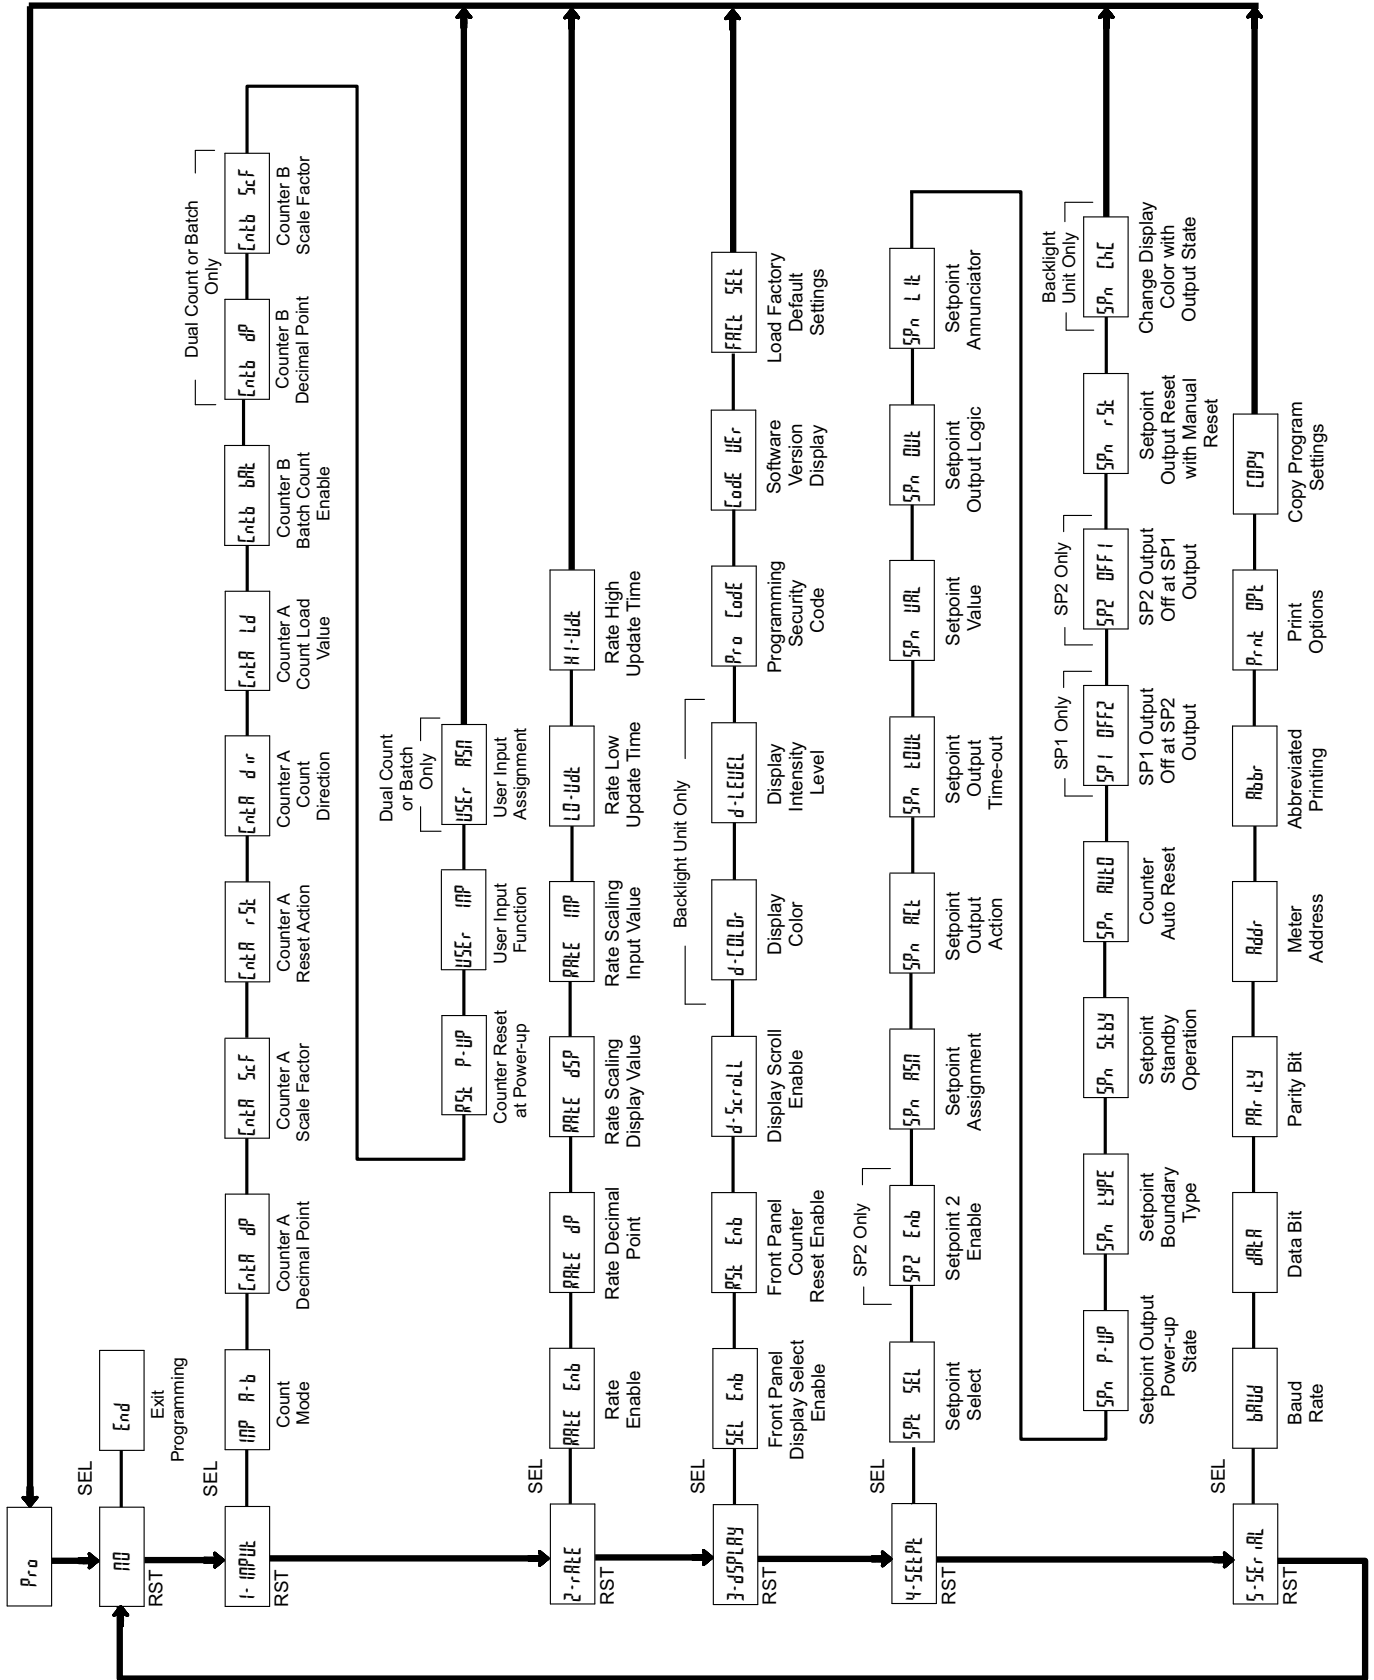 Pro
NO
RST
SEL
End
Exit
Programming
1-INPUt
RST
SEL
INP A-b
Count
Mode
CntA dP
Counter A
Decimal Point
CntA ScF
Counter A
Scale Factor
CntA rSt
Counter A
Reset Action
CntA dir
Counter A
Count
Direction
CntA Ld
Counter A
Count Load
Value
Cntb bAt
Counter B
Batch Count
Enable
Dual Count or Batch
Only
Cntb dP
Counter B
Decimal Point
Cntb ScF
Counter B
Scale Factor
RSt P-UP
Counter Reset
at Power-up
USEr INP
User Input
Function
Dual Count
or Batch
Only
USEr ASN
User Input
Assignment
2-rAtE
RST
SEL
RAtE Enb
Rate
Enable
RAtE dP
Rate Decimal
Point
RAtE dSP
Rate Scaling
Display Value
RAtE INP
Rate Scaling
Input Value
LO-Udt
Rate Low
Update Time
HI-Udt
Rate High
Update Time
3-dSPLAY
RST
SEL
SEL Enb
Front Panel
Display Select
Enable
RSt Enb
Front Panel
Counter
Reset Enable
d-ScroLL
Display Scroll
Enable
Backlight Unit Only
d-COLOr
Display
Color
d-LEVEL
Display
Intensity
Level
Pro CodE
Programming
Security
Code
CodE VEr
Software
Version
Display
FACt SEt
Load Factory
Default
Settings
4-SEtPt
RST
SEL
SPt SEL
Setpoint
Select
SP2 Only
SP2 Enb
Setpoint 2
Enable
SPn ASN
Setpoint
Assignment
SPn ACt
Setpoint
Output
Action
SPn tOUt
Setpoint
Output
Time-out
SPn VAL
Setpoint
Value
SPn OUt
Setpoint
Output Logic
SPn LIt
Setpoint
Annunciator
SPn P-UP
Setpoint Output
Power-up
State
SPn tYPE
Setpoint
Boundary
Type
SPn Stby
Setpoint
Standby
Operation
SPn AUtO
Counter
Auto Reset
SP1 Only
SP1 OFF2
SP1 Output
Off at SP2
Output
SP2 Only
SP2 OFF1
SP2 Output
Off at SP1
Output
SPn rSt
Setpoint
Output Reset
with Manual
Reset
Backlight
Unit Only
SPn ChC
Change Display
Color with
Output State
5-SEriAL
RST
SEL
bAUd
Baud
Rate
dAtA
Data Bit
PAritY
Parity Bit
Addr
Meter
Address
Abbr
Abbreviated
Printing
Prnt OPt
Print
Options
COPY
Copy Program
Settings